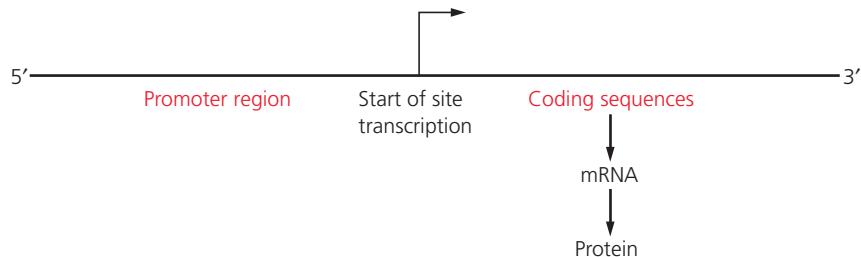 5′ 3′
Promoter region Start of site Coding sequences
transcription
mRNA
Protein